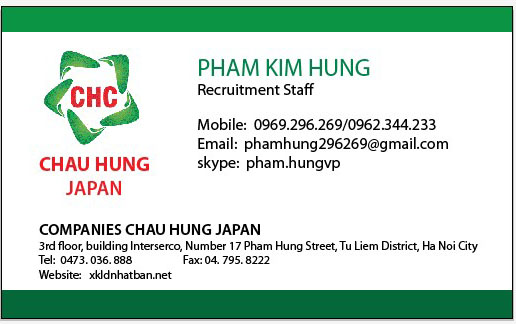 CHC
CHAU HUNG
JAPAN
PHAM KIM HUNG
Recruitment Staff
Mobile: 0969.296.269/0962.344.233
Email: phamhung296269@gmail.com
skype: pham.hungvp
COMPANIES CHAU HUNG JAPAN
3rd floor, building Interserco, Number 17 Pham Hung Street, Tu Liem District, Ha Noi City
Tel: 0473. 036. 888 Fax: 04. 795. 8222
Website: xkldnhatban.net